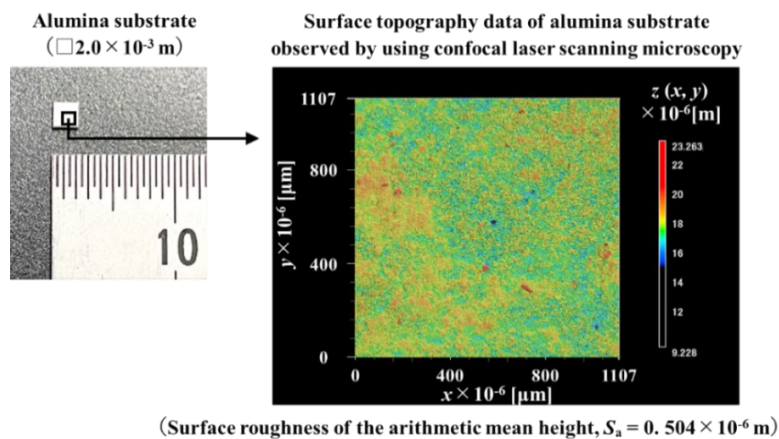 Alumina substrate
(□2.0 × 10⁻³ m)
Surface topography data of alumina substrate
observed by using confocal laser scanning microscopy
10
z (x, y)
× 10⁻⁶[m]
23.263
22
20
18
16
14
12
9.228
y × 10⁻⁶ [μm]
1107
800
400
0
0 400 800 1107
x × 10⁻⁶ [μm]
(Surface roughness of the arithmetic mean height, Sₐ = 0. 504 × 10⁻⁶ m)